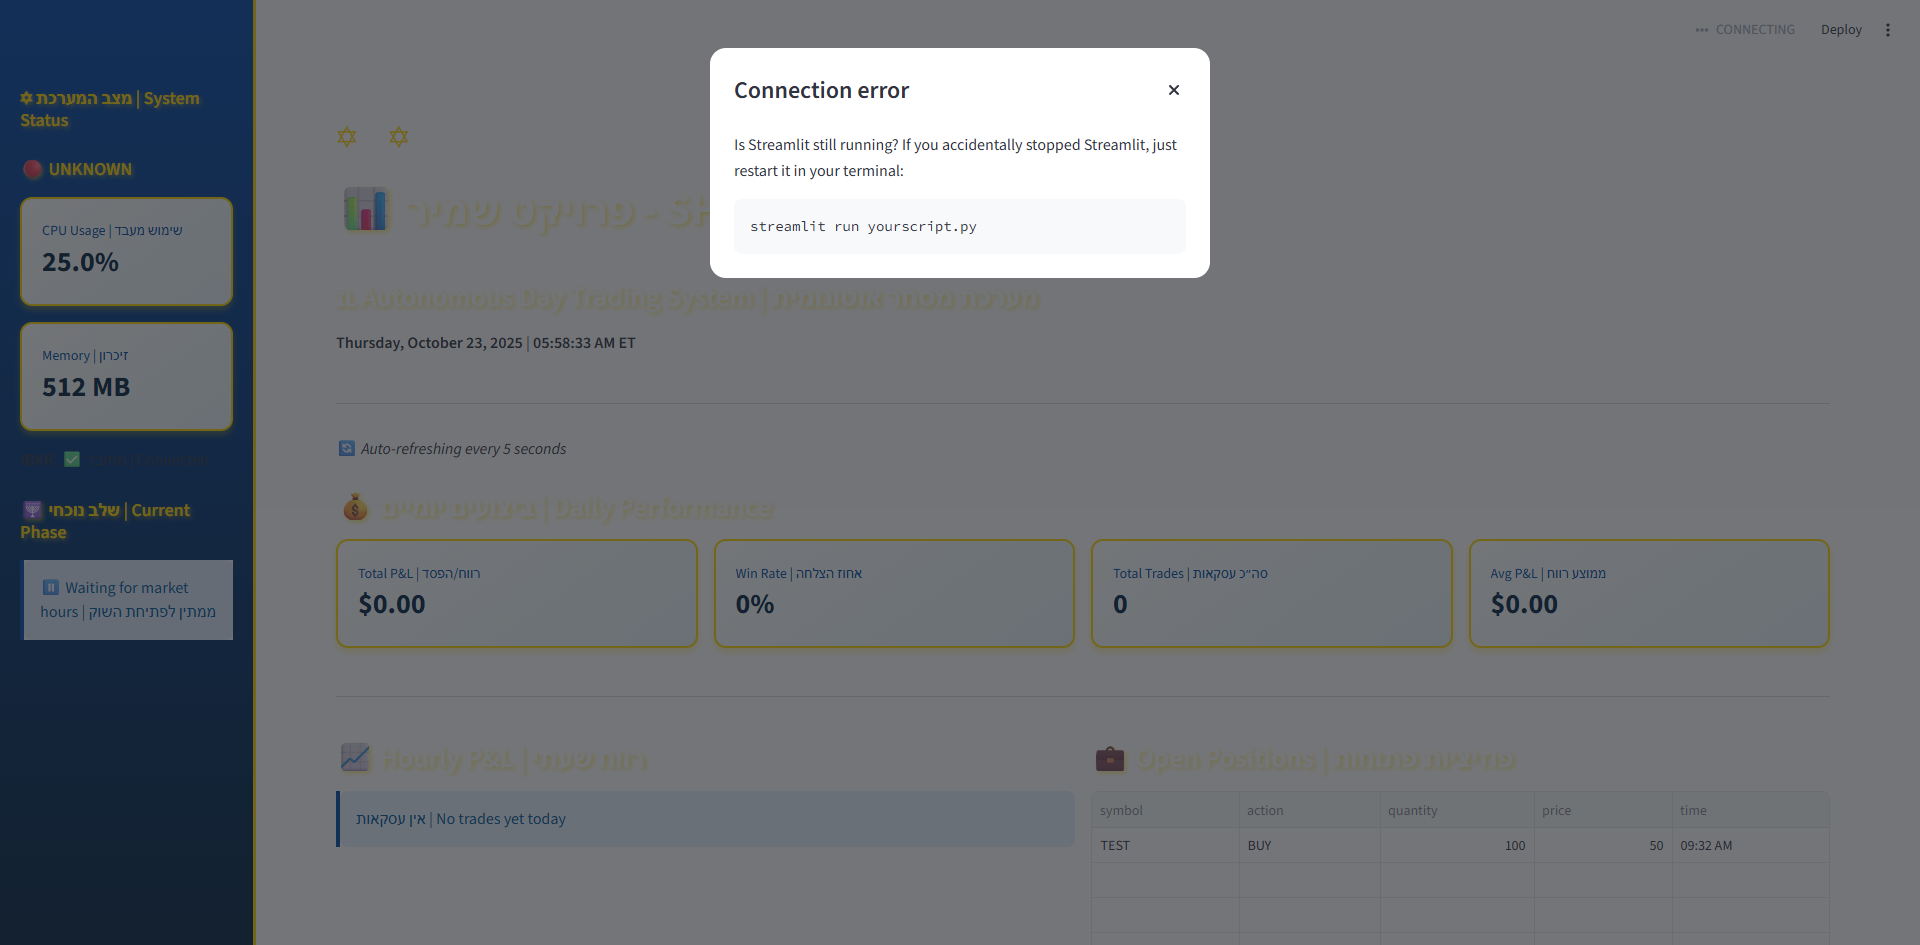 CONNECTING
Deploy
Connection error
Is Streamlit still running? If you accidentally stopped Streamlit, just
restart it in your terminal:
streamlit run yourscript.py
✡ מצב המערכת | System
Status
UNKNOWN
CPU Usage | שימוש מעבד
25.0%
Memory | זיכרון
512 MB
שלב נוכחי | Current
Phase
Waiting for market
hours | ממתין לפתיחת השוק
✡ ✡
פרויקט שמיר -
Autonomous Day Trading System | מערכת מסחר אוטונומית
Thursday, October 23, 2025 | 05:58:33 AM ET
Auto-refreshing every 5 seconds
ביצועים יומיים | Daily Performance
Total P&L | רווח/הפסד
$0.00
Win Rate | אחוז הצלחה
0%
Total Trades | סה״כ עסקאות
0
Avg P&L | ממוצע רווח
$0.00
Hourly P&L | רווח שעתי
אין עסקאות | No trades yet today
Open Positions | פוזיציות פתוחות
symbol action quantity price time
TEST BUY 100 50 09:32 AM